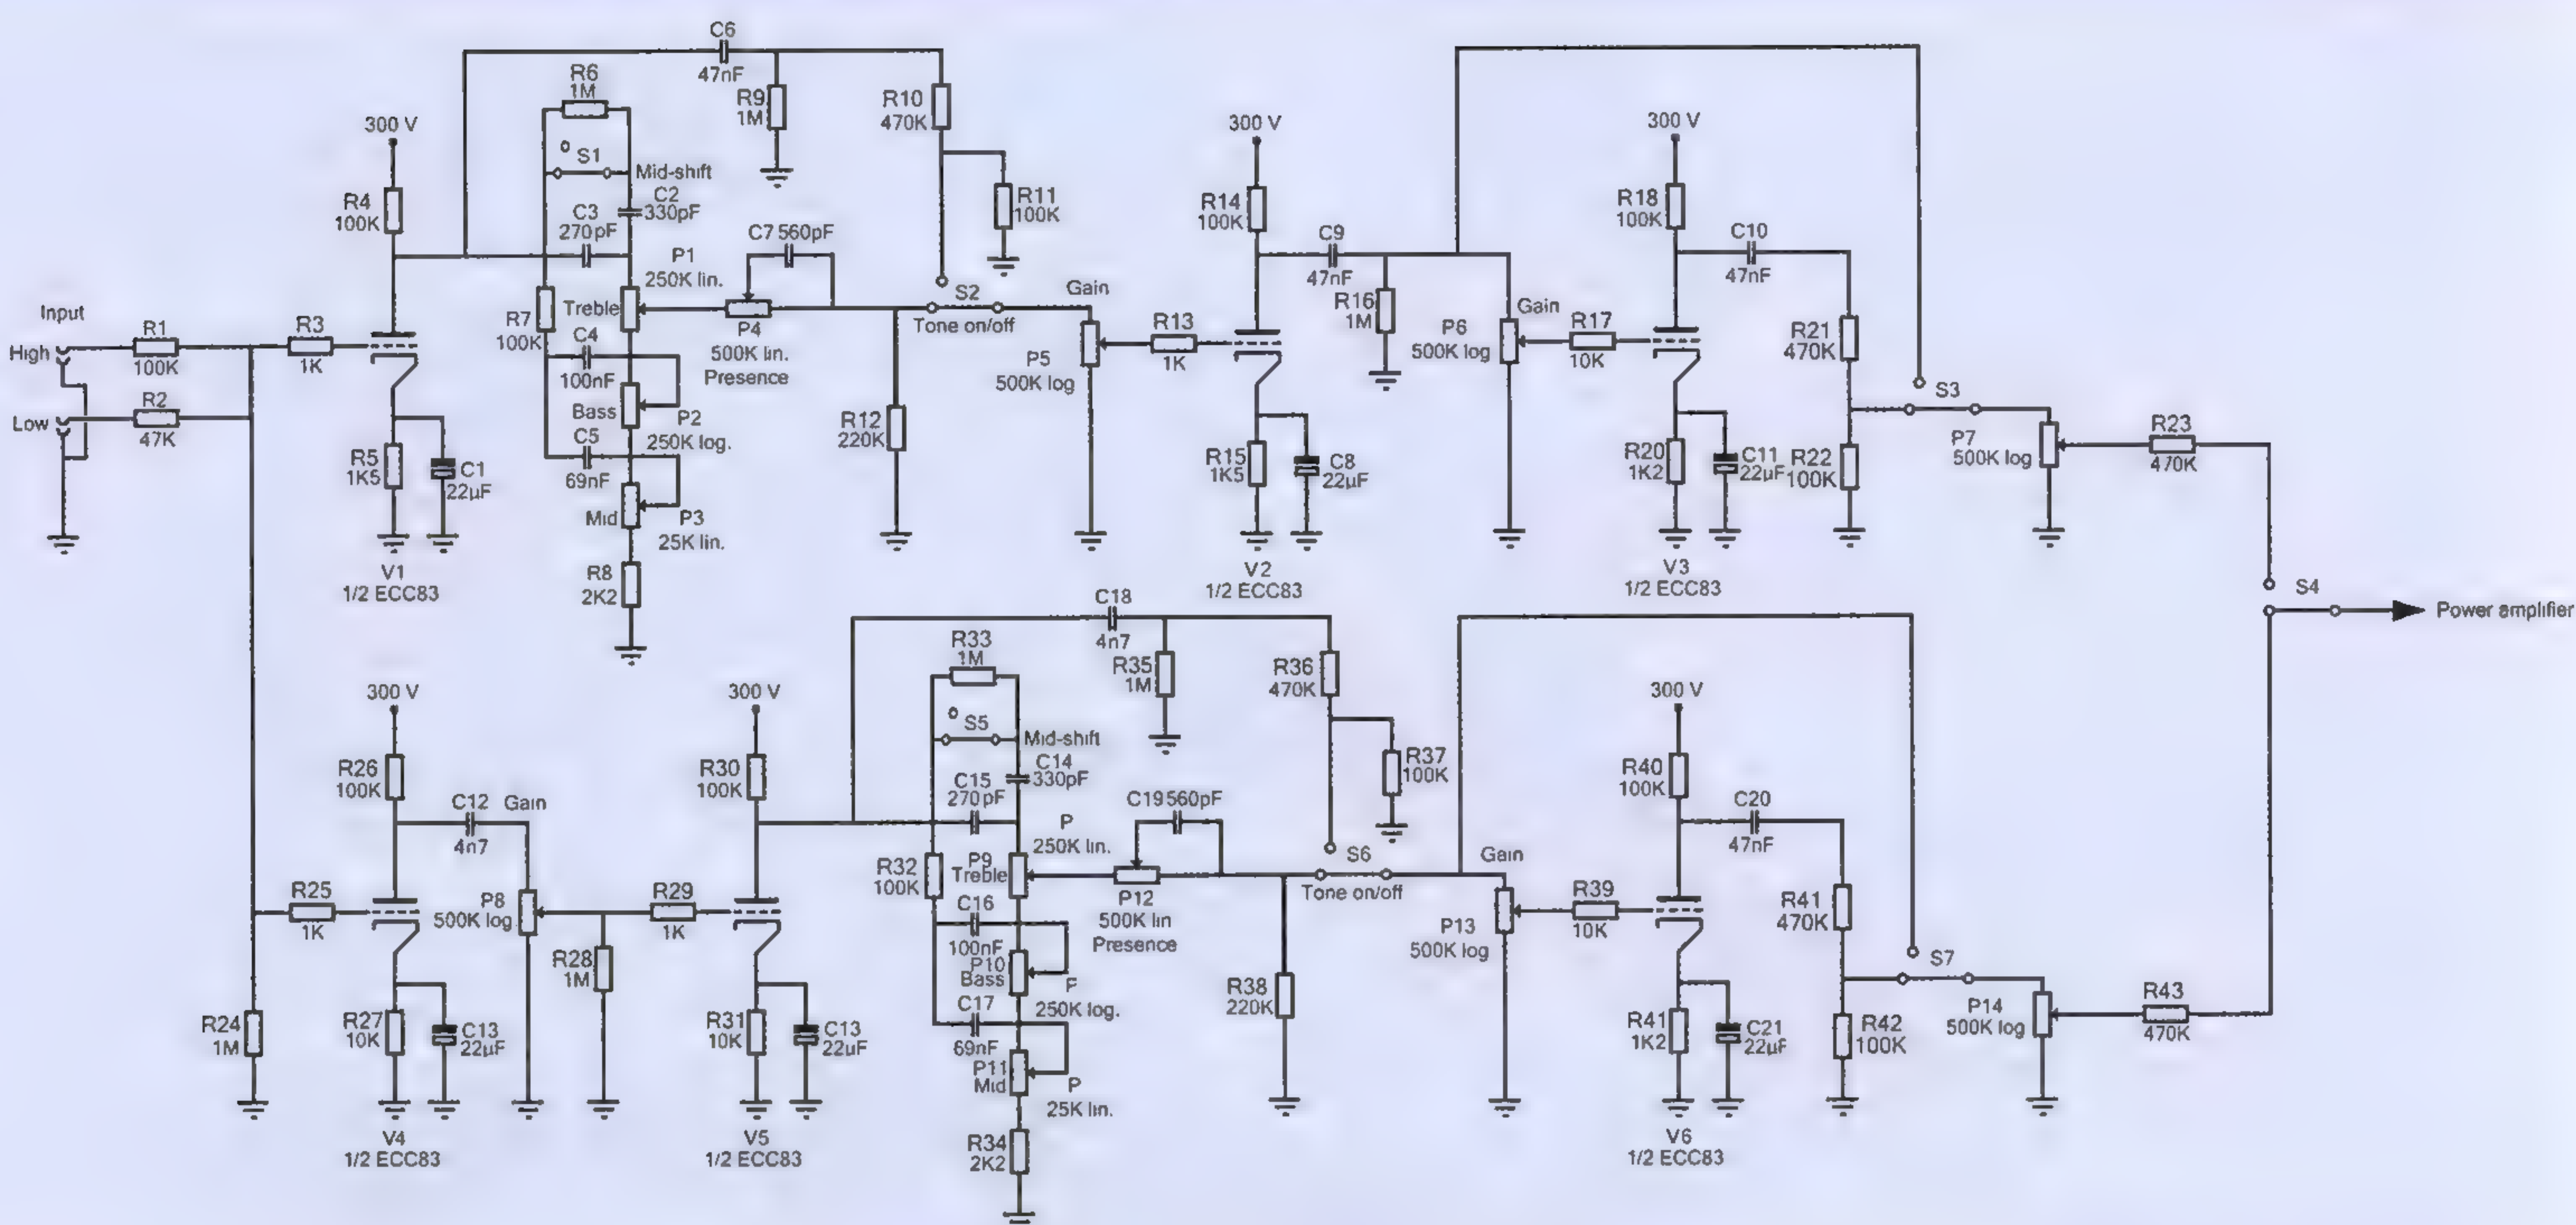 C6
47nF
R6
1M
R9
1M
R10
470K
300 V
S1
Mid-shift
C2
330pF
R4
100K
C3
270pF
R11
100K
C7 560pF
P1
250K lin.
Treble
R7
100K
P4
500K lin.
Presence
S2
Tone on/off
Gain
Input
High
R1
100K
R3
1K
Low
R2
47K
C4
100nF
Bass
P2
250K log.
R5
1K5
C1
22µF
C5
69nF
Mid
P3
25K lin.
R8
2K2
V1
1/2 ECC83
R12
220K
P5
500K log
R13
1K
300 V
R14
100K
C9
47nF
R16
1M
R15
1K5
C8
22µF
V2
1/2 ECC83
Gain
P6
500K log
R17
10K
300 V
R18
100K
C10
47nF
R21
470K
R20
1K2
C11
22µF
R22
100K
V3
1/2 ECC83
S3
P7
500K log
R23
470K
S4
Power amplifier
C18
4n7
R33
1M
R35
1M
R36
470K
300 V
300 V
S5
Mid-shift
C14
330pF
R37
100K
R26
100K
C12
4n7
Gain
R30
100K
C15
270pF
P
250K lin.
C19 560pF
R32
100K
P9
Treble
P12
500K lin
Presence
S6
Tone on/off
Gain
R25
1K
P8
500K log
R29
1K
C16
100nF
P10
Bass
P
250K log.
R28
1M
R24
1M
R27
10K
C13
22µF
R31
10K
C13
22µF
C17
69nF
P11
Mid
P
25K lin.
R34
2K2
V4
1/2 ECC83
V5
1/2 ECC83
R38
220K
P13
500K log
R39
10K
300 V
R40
100K
C20
47nF
R41
470K
R41
1K2
C21
22µF
R42
100K
V6
1/2 ECC83
S7
P14
500K log
R43
470K